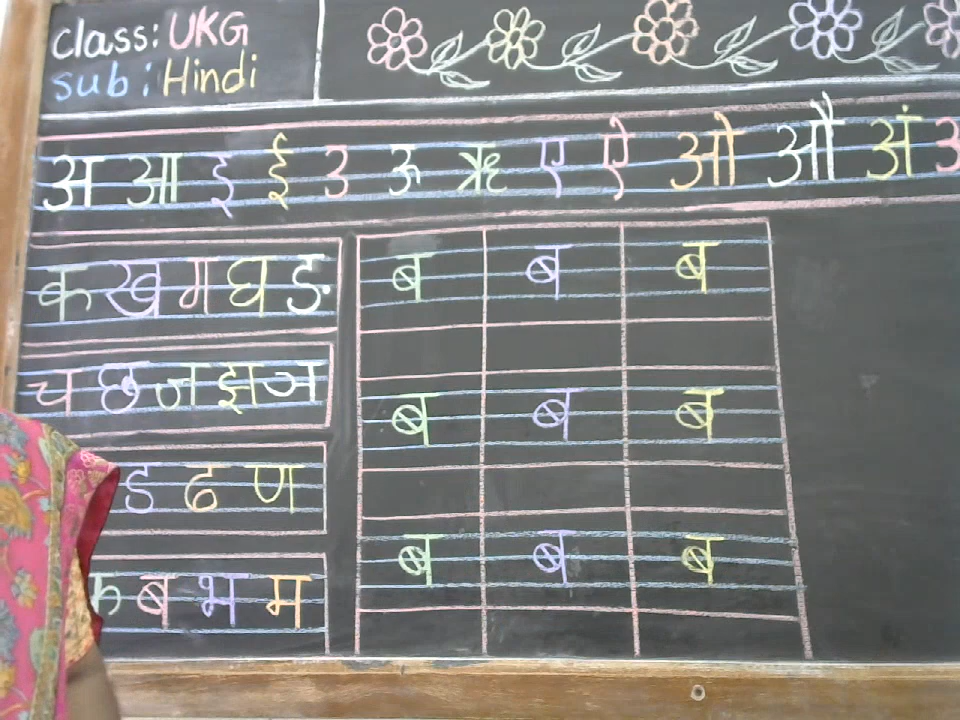 class: UKG
sub: Hindi
अ आ इ ई उ ऊ ऋ ए ऐ ओ औ अं
क ख ग घ ङ
च छ ज झ ञ
ड ढ ण
ब भ म
ब ब ब
ब ब ब
ब ब ब